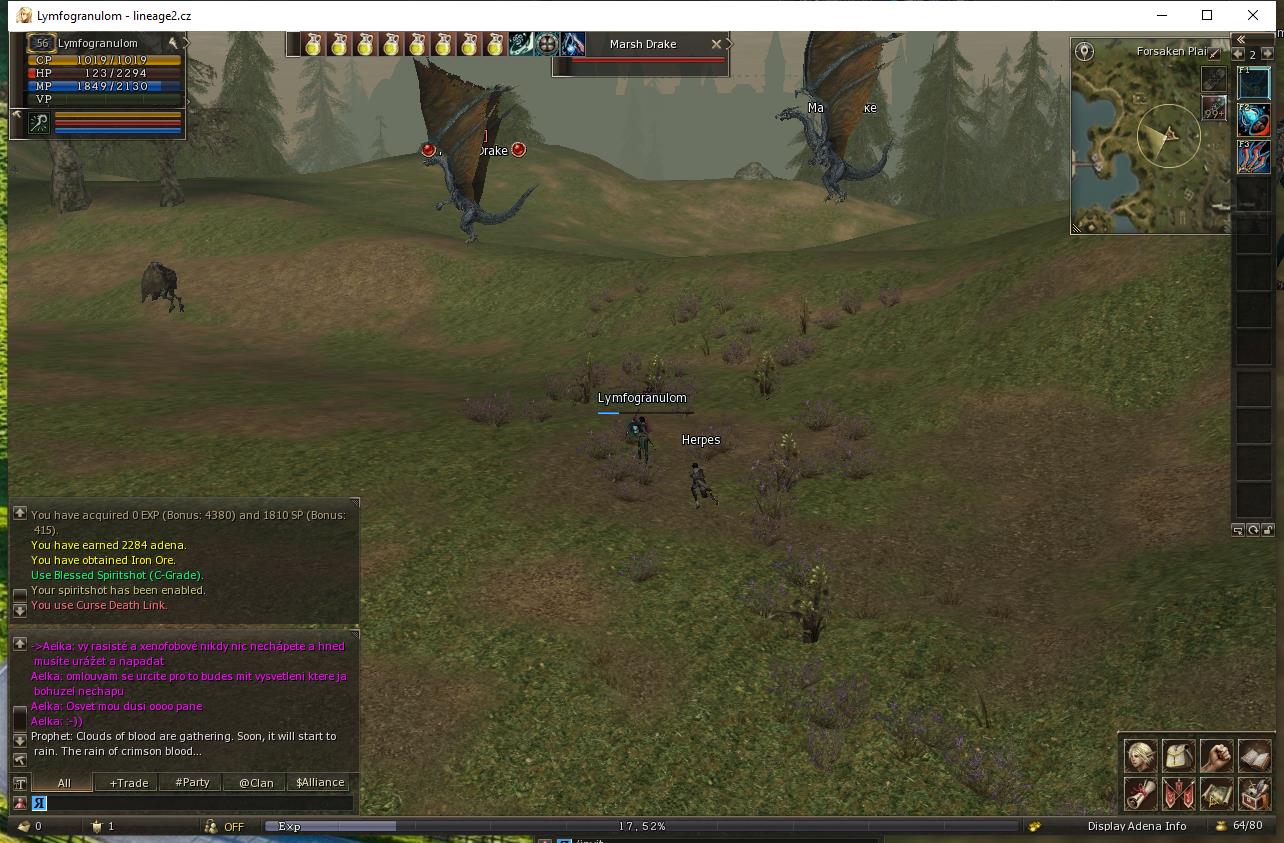 Lymfogranulom - lineage2.cz
56 Lymfogranulom
CP 1019/1019
HP 123/2294
MP 1849/2130
VP
Marsh Drake
Forsaken Plai
2
F1
99+
F2
F3
Ma ke
Drake
Lymfogranulom
Herpes
You have acquired 0 EXP (Bonus: 4380) and 1810 SP (Bonus:
415).
You have earned 2284 adena.
You have obtained Iron Ore.
Use Blessed Spiritshot (C-Grade).
Your spiritshot has been enabled.
You use Curse Death Link.
->Aelka: vy rasisté a xenofobové nikdy nic nechápete a hned
musíte urážet a napadat
Aelka: omlouvam se urcite pro to budes mit vysvetleni ktere ja
bohuzel nechapu
Aelka: Osvet mou dusi oooo pane
Aelka: :-))
Prophet: Clouds of blood are gathering. Soon, it will start to
rain. The rain of crimson blood...
All +Trade #Party @Clan $Alliance
Я
0 1 OFF Exp 17,52% Display Adena Info 64/80